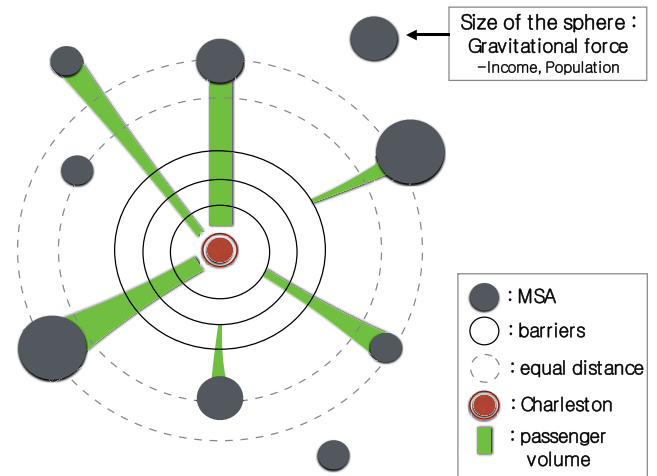 Size of the sphere :
Gravitational force
-Income, Population
: MSA
: barriers
: equal distance
: Charleston
: passenger
volume